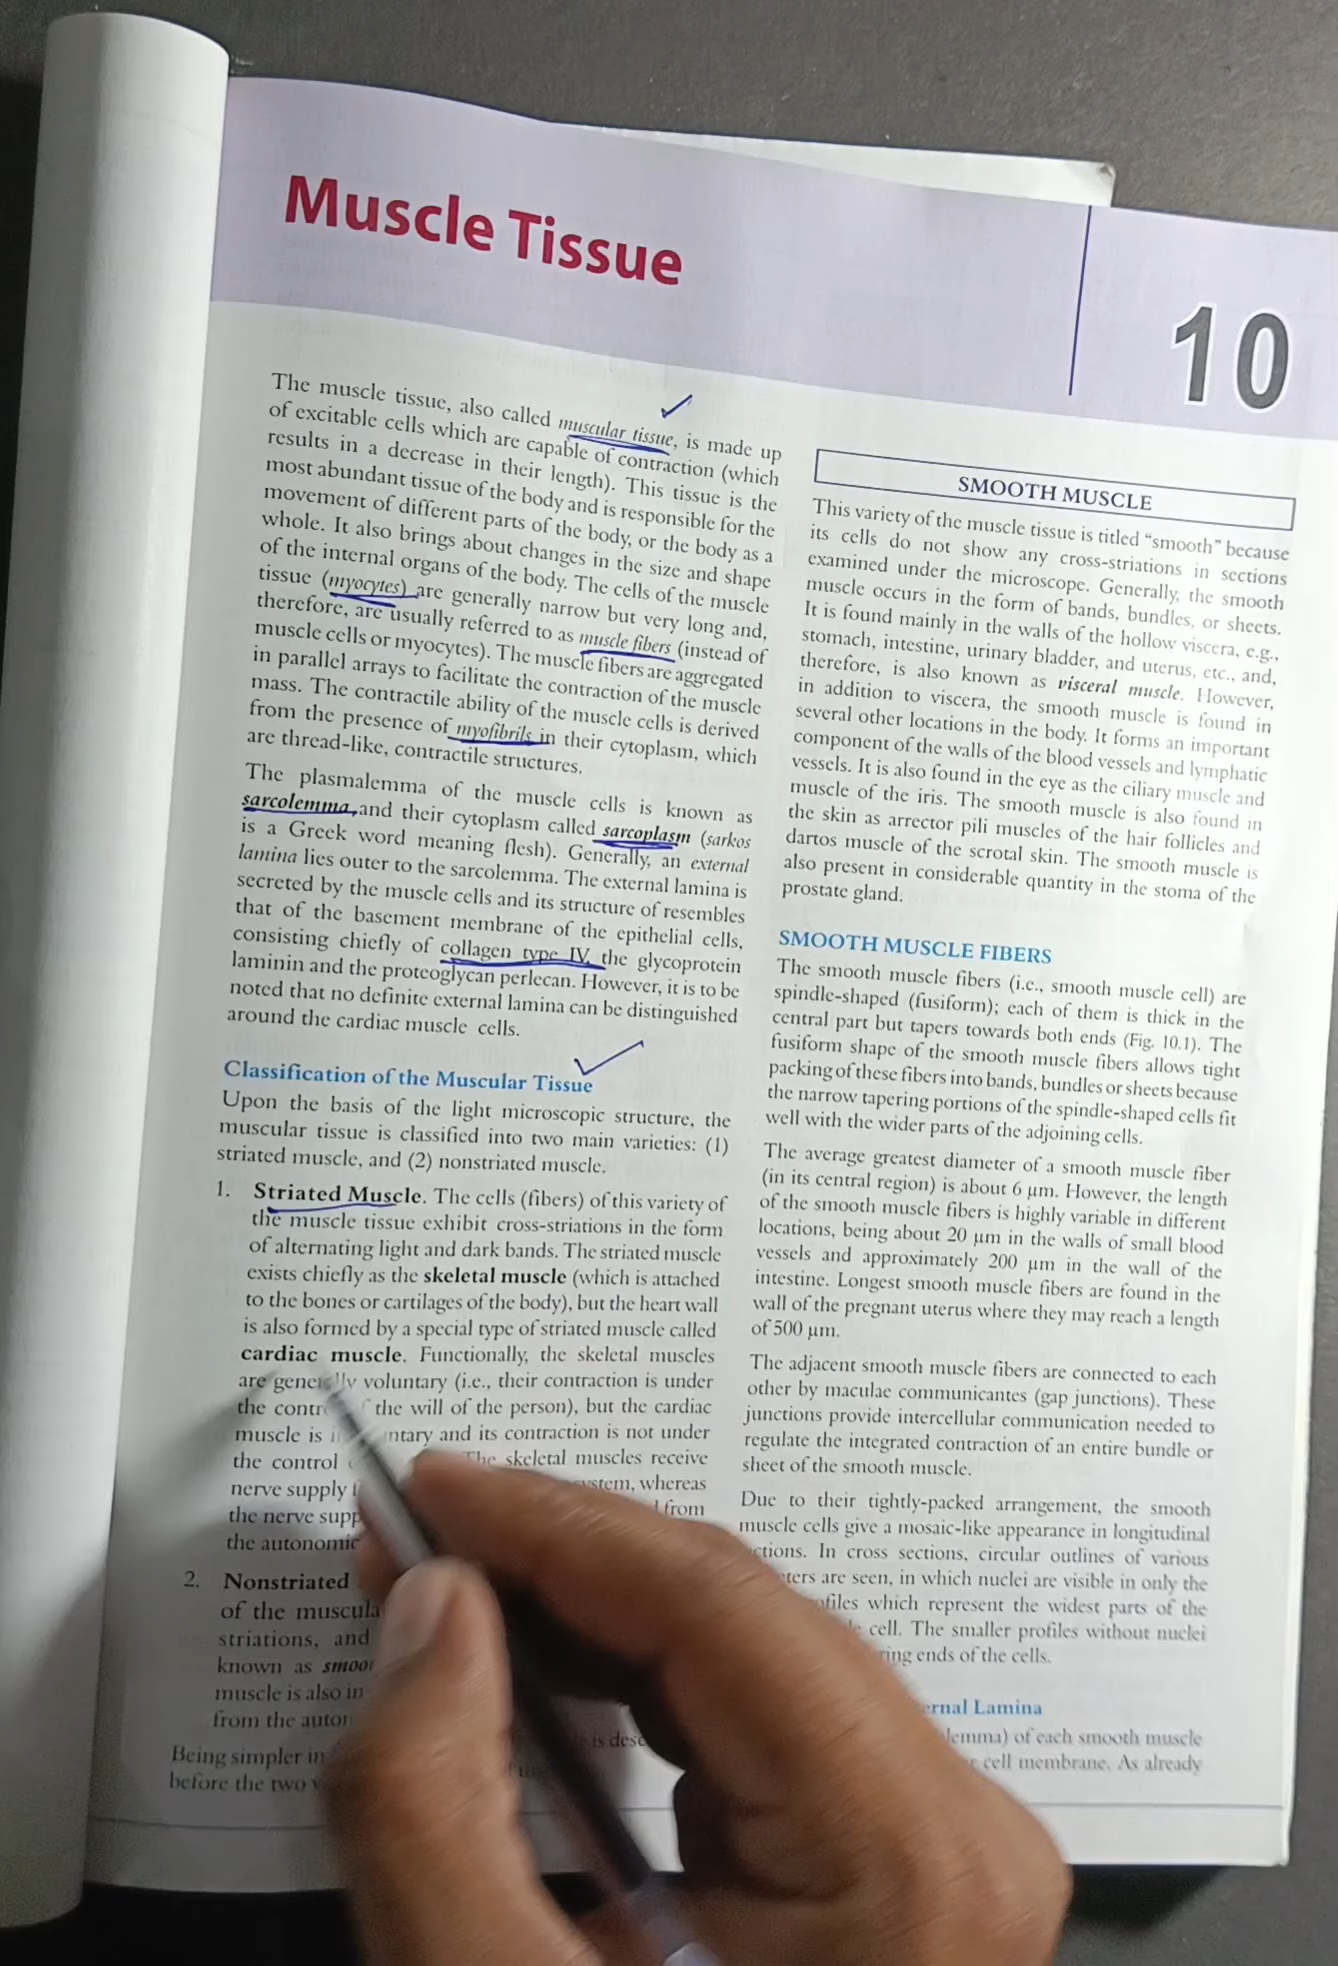 Muscle Tissue
10
The muscle tissue, also called muscular tissue, is made up
of excitable cells which are capable of contraction (which
results in a decrease in their length). This tissue is the
most abundant tissue of the body and is responsible for the
movement of different parts of the body, or the body as a
whole. It also brings about changes in the size and shape
of the internal organs of the body. The cells of the muscle
tissue (myocytes) are generally narrow but very long and,
therefore, are usually referred to as muscle fibers (instead of
muscle cells or myocytes). The muscle fibers are aggregated
in parallel arrays to facilitate the contraction of the muscle
mass. The contractile ability of the muscle cells is derived
from the presence of myofibrils in their cytoplasm, which
are thread-like, contractile structures.
The plasmalemma of the muscle cells is known as
sarcolemma, and their cytoplasm called sarcoplasm (sarkos
is a Greek word meaning flesh). Generally, an external
lamina lies outer to the sarcolemma. The external lamina is
secreted by the muscle cells and its structure of resembles
that of the basement membrane of the epithelial cells,
consisting chiefly of collagen type IV, the glycoprotein
laminin and the proteoglycan perlecan. However, it is to be
noted that no definite external lamina can be distinguished
around the cardiac muscle cells.
Classification of the Muscular Tissue
Upon the basis of the light microscopic structure, the
muscular tissue is classified into two main varieties: (1)
striated muscle, and (2) nonstriated muscle.
1. Striated Muscle. The cells (fibers) of this variety of
the muscle tissue exhibit cross-striations in the form
of alternating light and dark bands. The striated muscle
exists chiefly as the skeletal muscle (which is attached
to the bones or cartilages of the body), but the heart wall
is also formed by a special type of striated muscle called
cardiac muscle. Functionally, the skeletal muscles
are generally voluntary (i.e., their contraction is under
the the will of the person), but the cardiac
muscle is and its contraction is not under
the control The skeletal muscles receive
nerve supply whereas
the nerve from
the autonomic
2. Nonstriated
of the
striations, and
known as
muscle is also
from the
Being simpler in
before the two
SMOOTH MUSCLE
This variety of the muscle tissue is titled "smooth" because
its cells do not show any cross-striations in sections
examined under the microscope. Generally, the smooth
muscle occurs in the form of bands, bundles, or sheets.
It is found mainly in the walls of the hollow viscera, e.g.,
stomach, intestine, urinary bladder, and uterus, etc., and,
therefore, is also known as visceral muscle. However,
in addition to viscera, the smooth muscle is found in
several other locations in the body. It forms an important
component of the walls of the blood vessels and lymphatic
vessels. It is also found in the eye as the ciliary muscle and
muscle of the iris. The smooth muscle is also found in
the skin as arrector pili muscles of the hair follicles and
dartos muscle of the scrotal skin. The smooth muscle is
also present in considerable quantity in the stoma of the
prostate gland.
SMOOTH MUSCLE FIBERS
The smooth muscle fibers (i.e., smooth muscle cell) are
spindle-shaped (fusiform); each of them is thick in the
central part but tapers towards both ends (Fig. 10.1). The
fusiform shape of the smooth muscle fibers allows tight
packing of these fibers into bands, bundles or sheets because
the narrow tapering portions of the spindle-shaped cells fit
well with the wider parts of the adjoining cells.
The average greatest diameter of a smooth muscle fiber
(in its central region) is about 6 µm. However, the length
of the smooth muscle fibers is highly variable in different
locations, being about 20 µm in the walls of small blood
vessels and approximately 200 µm in the wall of the
intestine. Longest smooth muscle fibers are found in the
wall of the pregnant uterus where they may reach a length
of 500 µm.
The adjacent smooth muscle fibers are connected to each
other by maculae communicantes (gap junctions). These
junctions provide intercellular communication needed to
regulate the integrated contraction of an entire bundle or
sheet of the smooth muscle.
Due to their tightly-packed arrangement, the smooth
muscle cells give a mosaic-like appearance in longitudinal
In cross sections, circular outlines of various
are seen, in which nuclei are visible in only the
which represent the widest parts of the
cell. The smaller profiles without nuclei
ends of the cells.
Lamina
of each smooth muscle
cell membrane. As already